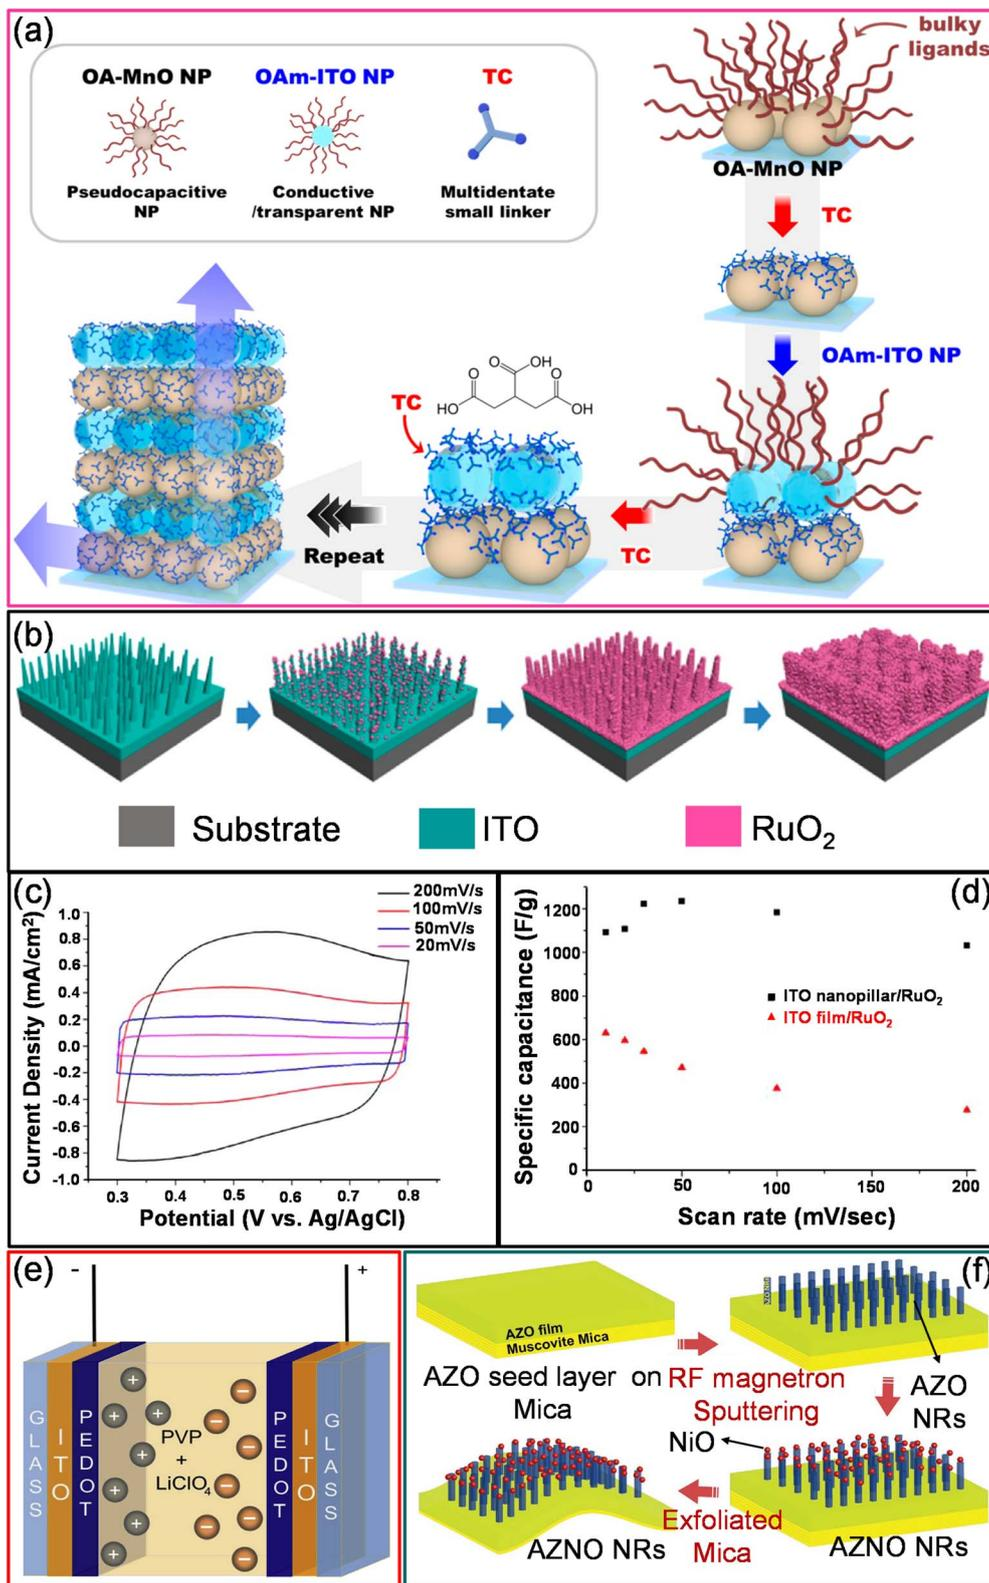 (a)
bulky
ligands
OA-MnO NP
OAm-ITO NP
TC
Pseudocapacitive
NP
Conductive
/transparent NP
Multidentate
small linker
OA-MnO NP
TC
OAm-ITO NP
O
OH
O
O
HO
OH
TC
TC
Repeat
(b)
Substrate
ITO
RuO2
(c)
200mV/s
100mV/s
50mV/s
20mV/s
Current Density (mA/cm2)
1.0
0.8
0.6
0.4
0.2
0.0
-0.2
-0.4
-0.6
-0.8
-1.0
0.3
0.4
0.5
0.6
0.7
0.8
Potential (V vs. Ag/AgCl)
(d)
Specific capacitance (F/g)
1200
1000
800
600
400
200
0
ITO nanopillar/RuO2
ITO film/RuO2
0
50
100
150
200
Scan rate (mV/sec)
(e)
-
+
GLASS
ITO
PEDOT
PVP
+
LiClO4
PEDOT
ITO
GLASS
(f)
AZO film
Muscovite Mica
AZO seed layer on
Mica
RF magnetron
Sputtering
AZO
NRs
NiO
Exfoliated
Mica
AZNO NRs
AZNO NRs